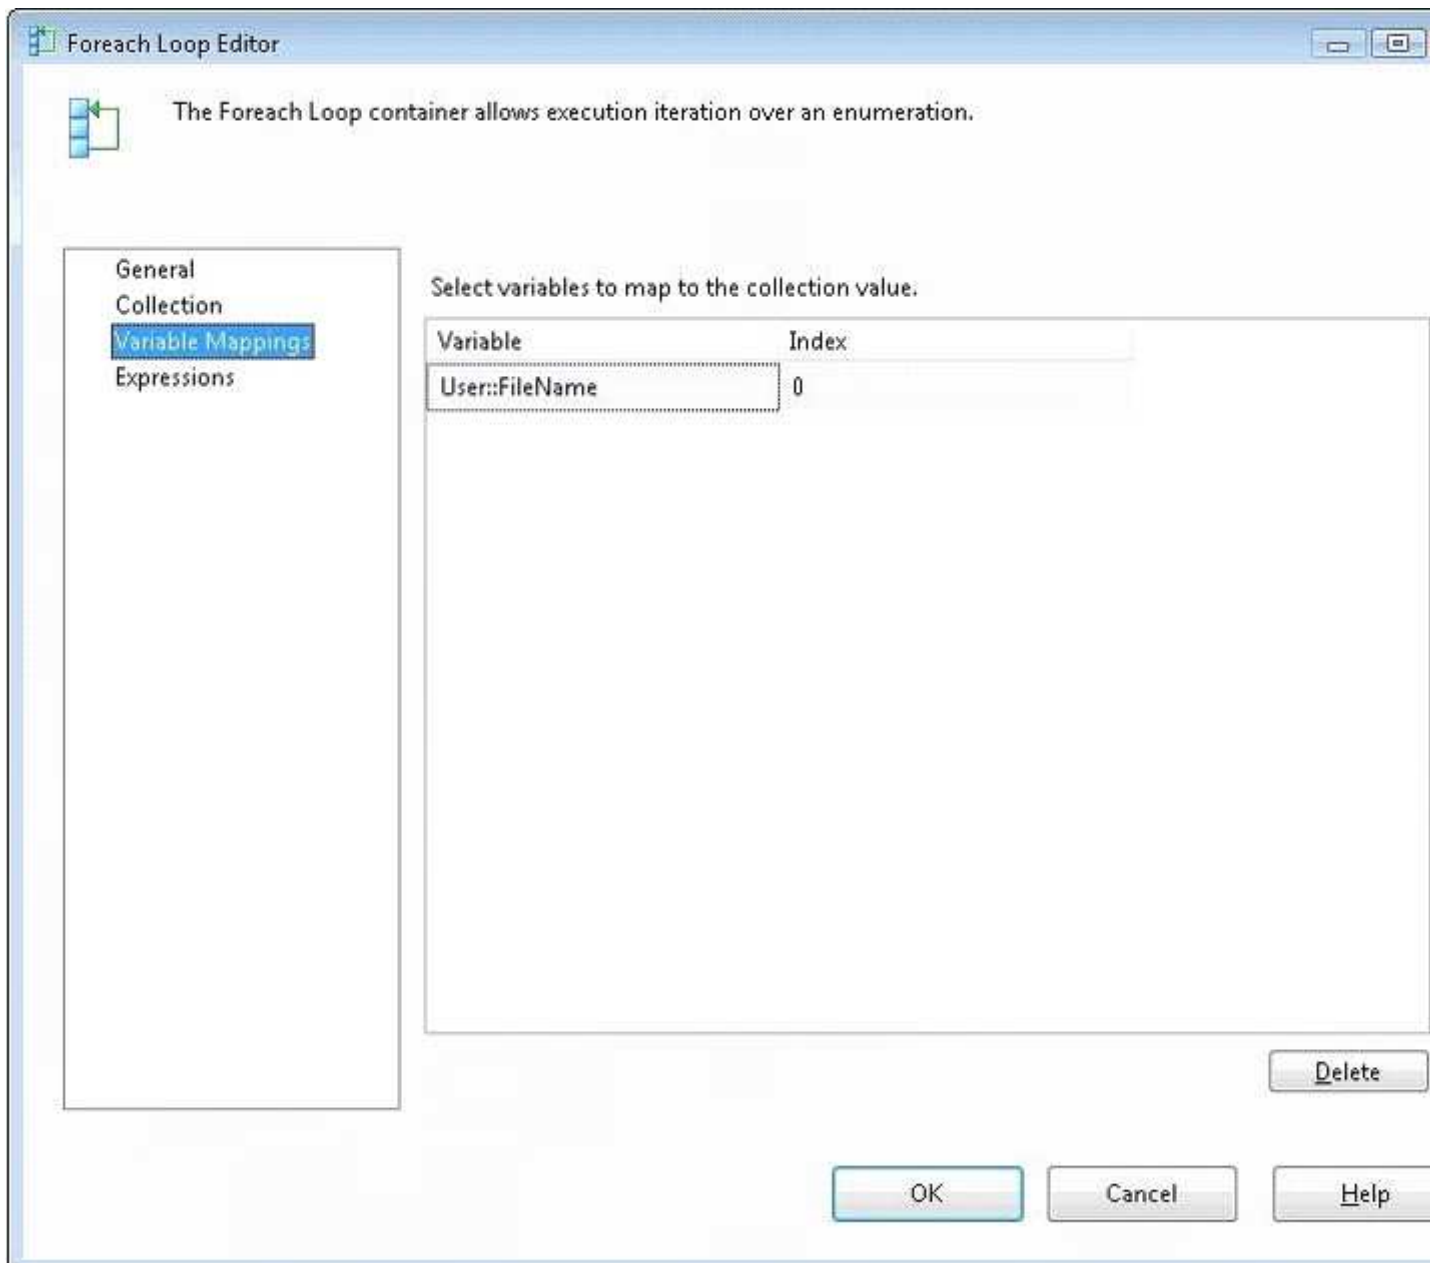 Foreach Loop Editor
The Foreach Loop container allows execution iteration over an enumeration.
General
Collection
Variable Mappings
Expressions
Select variables to map to the collection value.
Variable Index
User::FileName 0
Delete
OK Cancel Help